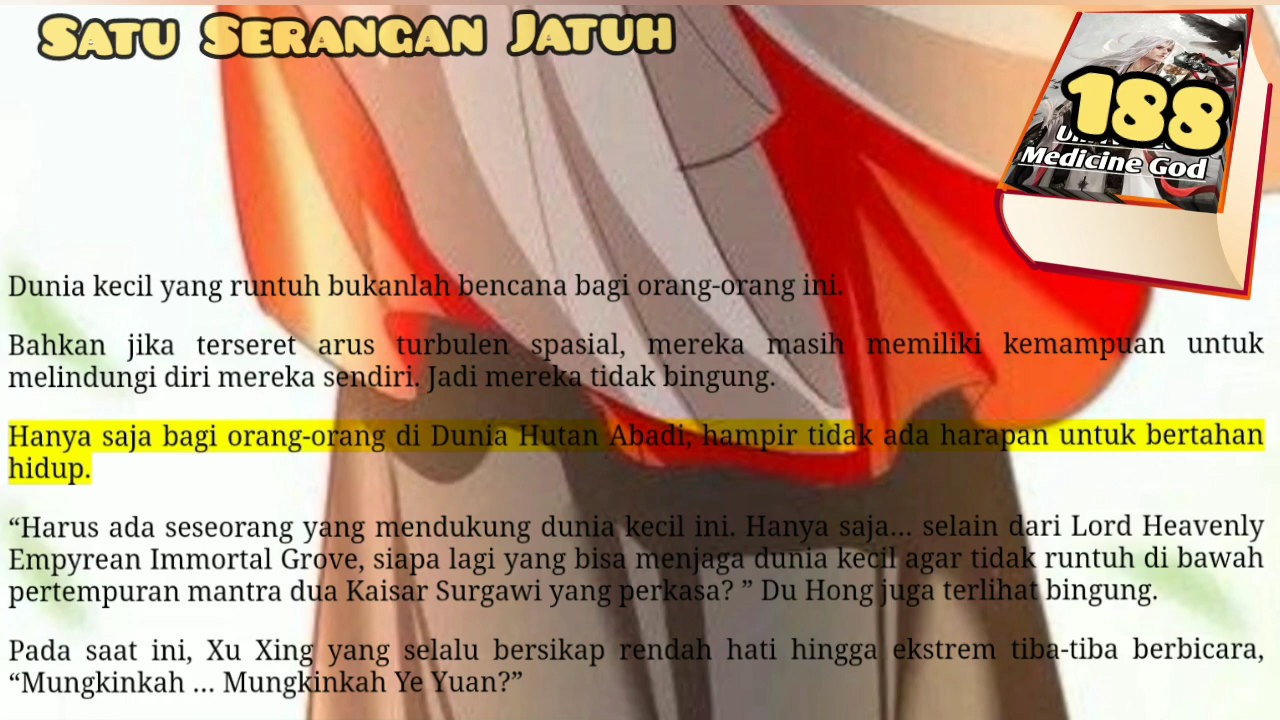 Satu Serangan Jatuh
188
Medicine God
Dunia kecil yang runtuh bukanlah bencana bagi orang-orang ini.
Bahkan jika terseret arus turbulen spasial, mereka masih memiliki kemampuan untuk
melindungi diri mereka sendiri. Jadi mereka tidak bingung.
Hanya saja bagi orang-orang di Dunia Hutan Abadi, hampir tidak ada harapan untuk bertahan
hidup.
“Harus ada seseorang yang mendukung dunia kecil ini. Hanya saja... selain dari Lord Heavenly
Empyrean Immortal Grove, siapa lagi yang bisa menjaga dunia kecil agar tidak runtuh di bawah
pertempuran mantra dua Kaisar Surgawi yang perkasa? ” Du Hong juga terlihat bingung.
Pada saat ini, Xu Xing yang selalu bersikap rendah hati hingga ekstrem tiba-tiba berbicara,
“Mungkinkah ... Mungkinkah Ye Yuan?”